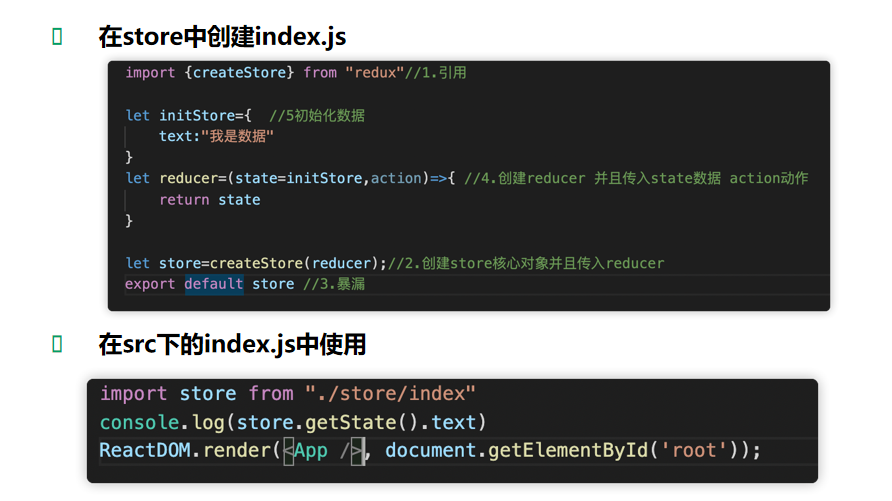 在store中创建index.js
import {createStore} from "redux"//1.引用
let initStore={  //5初始化数据
    text:"我是数据"
}
let reducer=(state=initStore,action)=>{ //4.创建reducer 并且传入state数据 action动作
    return state
}
let store=createStore(reducer);//2.创建store核心对象并且传入reducer
export default store //3.暴漏
在src下的index.js中使用
import store from "./store/index"
console.log(store.getState().text)
ReactDOM.render(<App />, document.getElementById('root'));